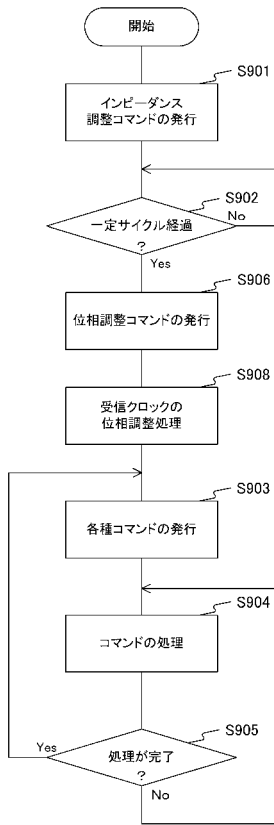 開始
S901
インピーダンス
調整コマンドの発行
S902
一定サイクル経過
?
No
Yes
S906
位相調整コマンドの発行
S908
受信クロックの
位相調整処理
S903
各種コマンドの発行
S904
コマンドの処理
S905
Yes
処理が完了
?
No